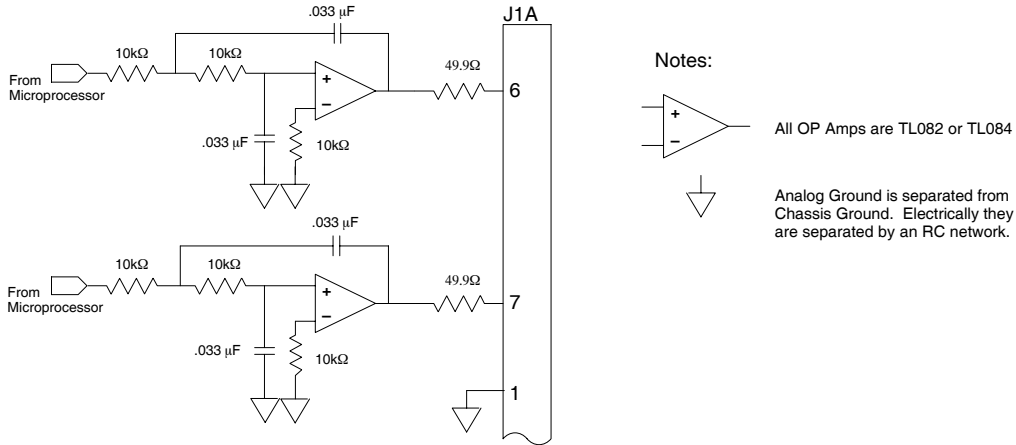 .033 μF
J1A
10kΩ
10kΩ
49.9Ω
From
Microprocessor
+
−
6
.033 μF
10kΩ
.033 μF
10kΩ
10kΩ
49.9Ω
From
Microprocessor
+
−
7
.033 μF
10kΩ
1
Notes:
+
−
All OP Amps are TL082 or TL084
Analog Ground is separated from
Chassis Ground. Electrically they
are separated by an RC network.